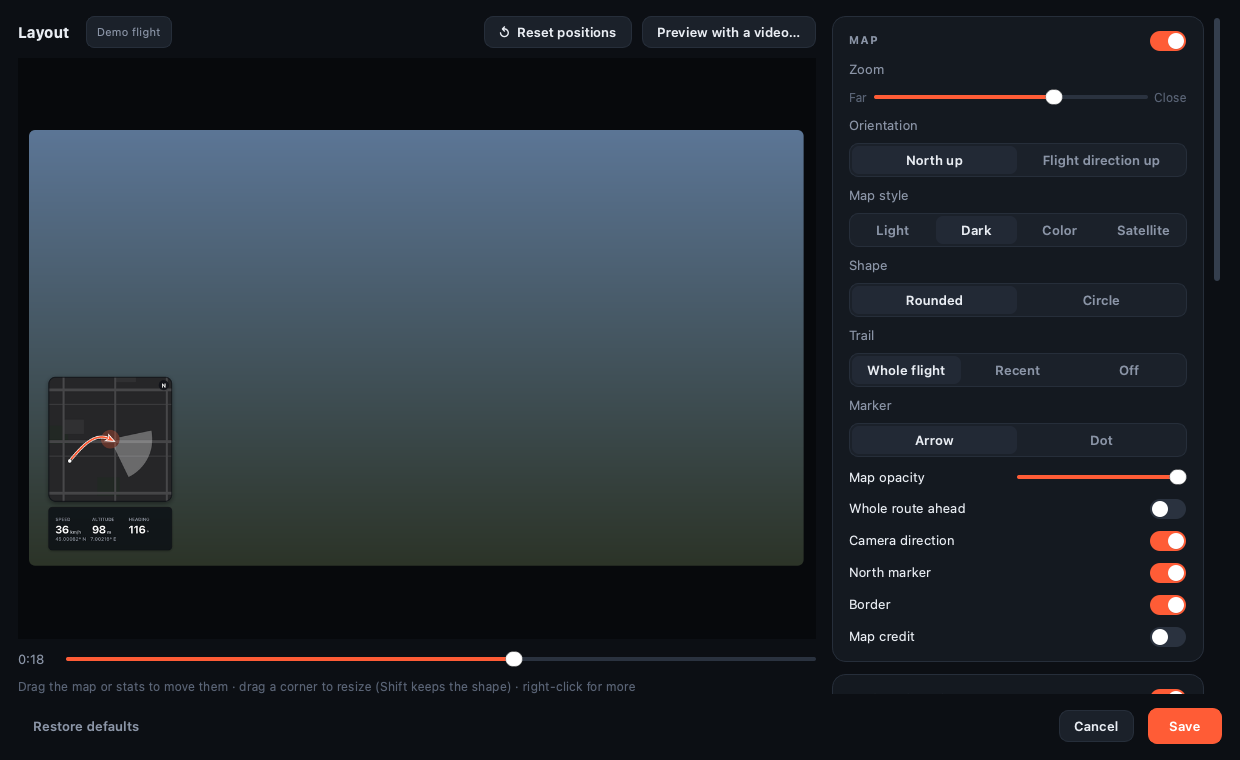 Layout
Demo flight
Reset positions
Preview with a video...
N
SPEED ALTITUDE HEADING
36 km/h 98 m 116 °
0:18
Drag the map or stats to move them · drag a corner to resize (Shift keeps the shape) · right-click for more
MAP
Zoom
Far Close
Orientation
North up Flight direction up
Map style
Light Dark Color Satellite
Shape
Rounded Circle
Trail
Whole flight Recent Off
Marker
Arrow Dot
Map opacity
Whole route ahead
Camera direction
North marker
Border
Map credit
Restore defaults
Cancel
Save